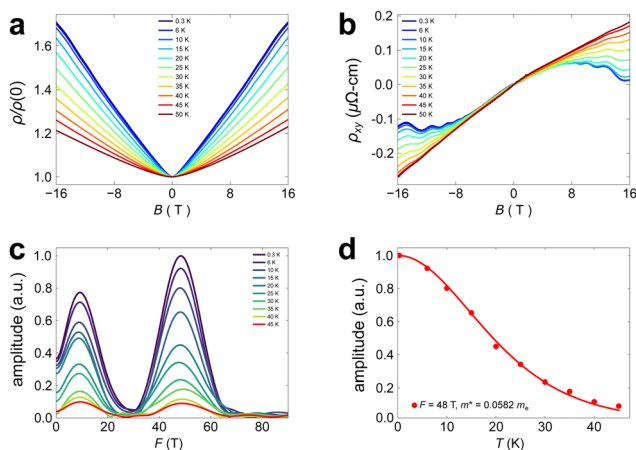 a
ρ/ρ(0)
1.6
1.4
1.2
1.0
0.3 K
6 K
10 K
15 K
20 K
25 K
30 K
35 K
40 K
45 K
50 K
−16
−8
0
8
16
B ( T )
b
ρxy (μΩ-cm)
0.2
0.1
0.0
-0.1
-0.2
0.3 K
6 K
10 K
15 K
20 K
25 K
30 K
35 K
40 K
45 K
50 K
−16
−8
0
8
16
B ( T )
c
amplitude (a.u.)
1.0
0.8
0.6
0.4
0.2
0.0
0.3 K
6 K
10 K
15 K
20 K
25 K
30 K
35 K
40 K
45 K
0
20
40
60
80
F (T)
d
amplitude (a.u.)
1.0
0.8
0.6
0.4
0.2
0.0
F = 48 T, m* = 0.0582 me
0
10
20
30
40
T (K)